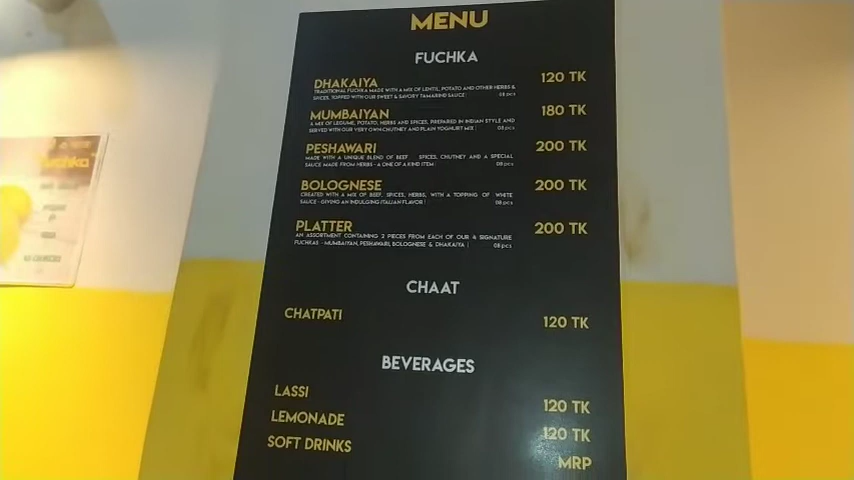 MENU
FUCHKA
DHAKAIYA 120 TK
TRADITIONAL FUCHKA MADE WITH A MIX OF LENTIL, POTATO AND OTHER HERBS &
SPICES, TOPPED WITH OUR SWEET & SAVORY TAMARIND SAUCE| 08 pcs
MUMBAIYAN 180 TK
A MIX OF LEGUME, POTATO, HERBS AND SPICES, PREPARED IN INDIAN STYLE AND
SERVED WITH OUR VERY OWN CHUTNEY AND PLAIN YOGHURT MIX | 08 pcs
PESHAWARI 200 TK
MADE WITH A UNIQUE BLEND OF BEEF SPICES, CHUTNEY AND A SPECIAL
SAUCE MADE FROM HERBS - A ONE OF A KIND ITEM | 08 pcs
BOLOGNESE 200 TK
CREATED WITH A MIX OF BEEF, SPICES, HERBS, WITH A TOPPING OF WHITE
SAUCE - GIVING AN INDULGING ITALIAN FLAVOR | 08 pcs
PLATTER 200 TK
AN ASSORTMENT CONTAINING 2 PIECES FROM EACH OF OUR 4 SIGNATURE
FUCHKAS - MUMBAIYAN, PESHAWARI, BOLOGNESE & DHAKAIYA | 08 pcs
CHAAT
CHATPATI 120 TK
BEVERAGES
LASSI 120 TK
LEMONADE 120 TK
SOFT DRINKS MRP
fuchka